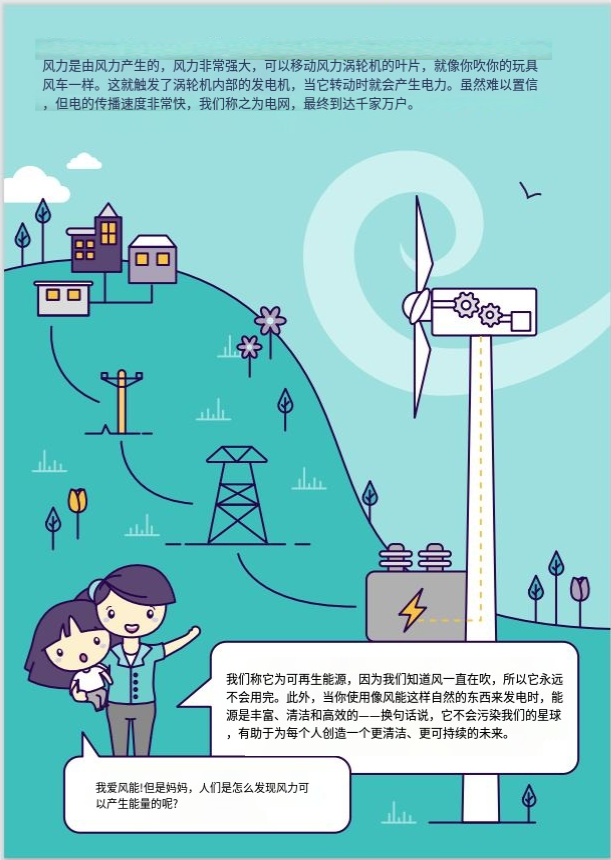 风力是由风力产生的，风力非常强大，可以移动风力涡轮机的叶片，就像你吹你的玩具
风车一样。这就触发了涡轮机内部的发电机，当它转动时就会产生电力。虽然难以置信
，但电的传播速度非常快，我们称之为电网，最终到达千家万户。
我们称它为可再生能源，因为我们知道风一直在吹，所以它永远
不会用完。此外，当你使用像风能这样自然的东西来发电时，能
源是丰富、清洁和高效的——换句话说，它不会污染我们的星球
，有助于为每个人创造一个更清洁、更可持续的未来。
我爱风能!但是妈妈，人们是怎么发现风力可
以产生能量的呢?